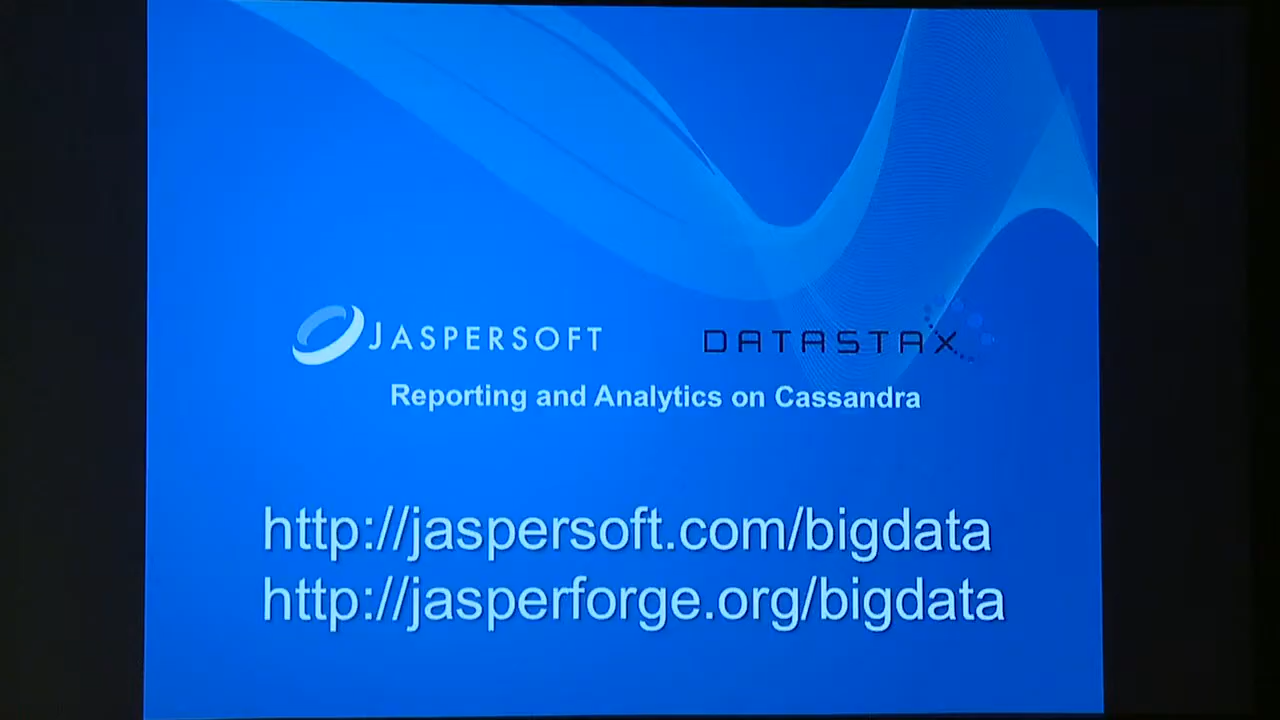 JASPERSOFT DATASTAX
Reporting and Analytics on Cassandra
http://jaspersoft.com/bigdata
http://jasperforge.org/bigdata